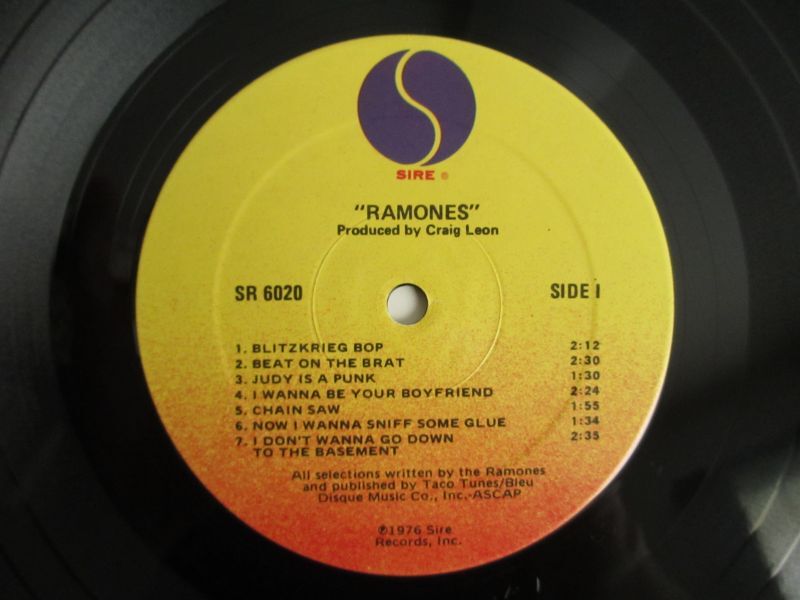 SIRE ®
"RAMONES"
Produced by Craig Leon
SR 6020 SIDE I
1. BLITZKRIEG BOP 2:12
2. BEAT ON THE BRAT 2:30
3. JUDY IS A PUNK 1:30
4. I WANNA BE YOUR BOYFRIEND 2:24
5. CHAIN SAW 1:55
6. NOW I WANNA SNIFF SOME GLUE 1:34
7. I DON'T WANNA GO DOWN 2:35
TO THE BASEMENT
All selections written by the Ramones
and published by Taco Tunes/Bleu
Disque Music Co., Inc.-ASCAP
℗1976 Sire
Records, Inc.